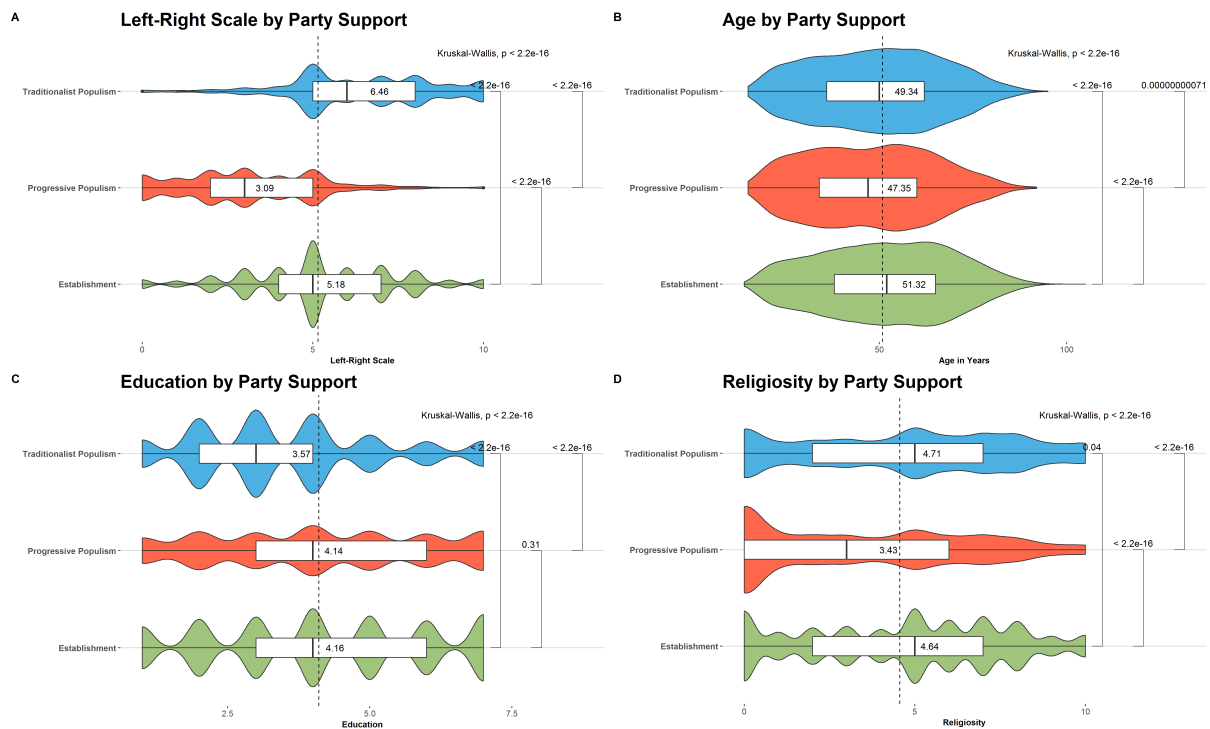 A
Left-Right Scale by Party Support
Kruskal-Wallis, p < 2.2e-16
< 2.2e-16
< 2.2e-16
Traditionalist Populism
6.46
< 2.2e-16
Progressive Populism
3.09
Establishment
5.18
0
5
10
Left-Right Scale
B
Age by Party Support
Kruskal-Wallis, p < 2.2e-16
< 2.2e-16
0.00000000071
Traditionalist Populism
49.34
< 2.2e-16
Progressive Populism
47.35
Establishment
51.32
50
100
Age in Years
C
Education by Party Support
Kruskal-Wallis, p < 2.2e-16
< 2.2e-16
< 2.2e-16
Traditionalist Populism
3.57
0.31
Progressive Populism
4.14
Establishment
4.16
2.5
5.0
7.5
Education
D
Religiosity by Party Support
Kruskal-Wallis, p < 2.2e-16
0.04
< 2.2e-16
Traditionalist Populism
4.71
< 2.2e-16
Progressive Populism
3.43
Establishment
4.64
0
5
10
Religiosity